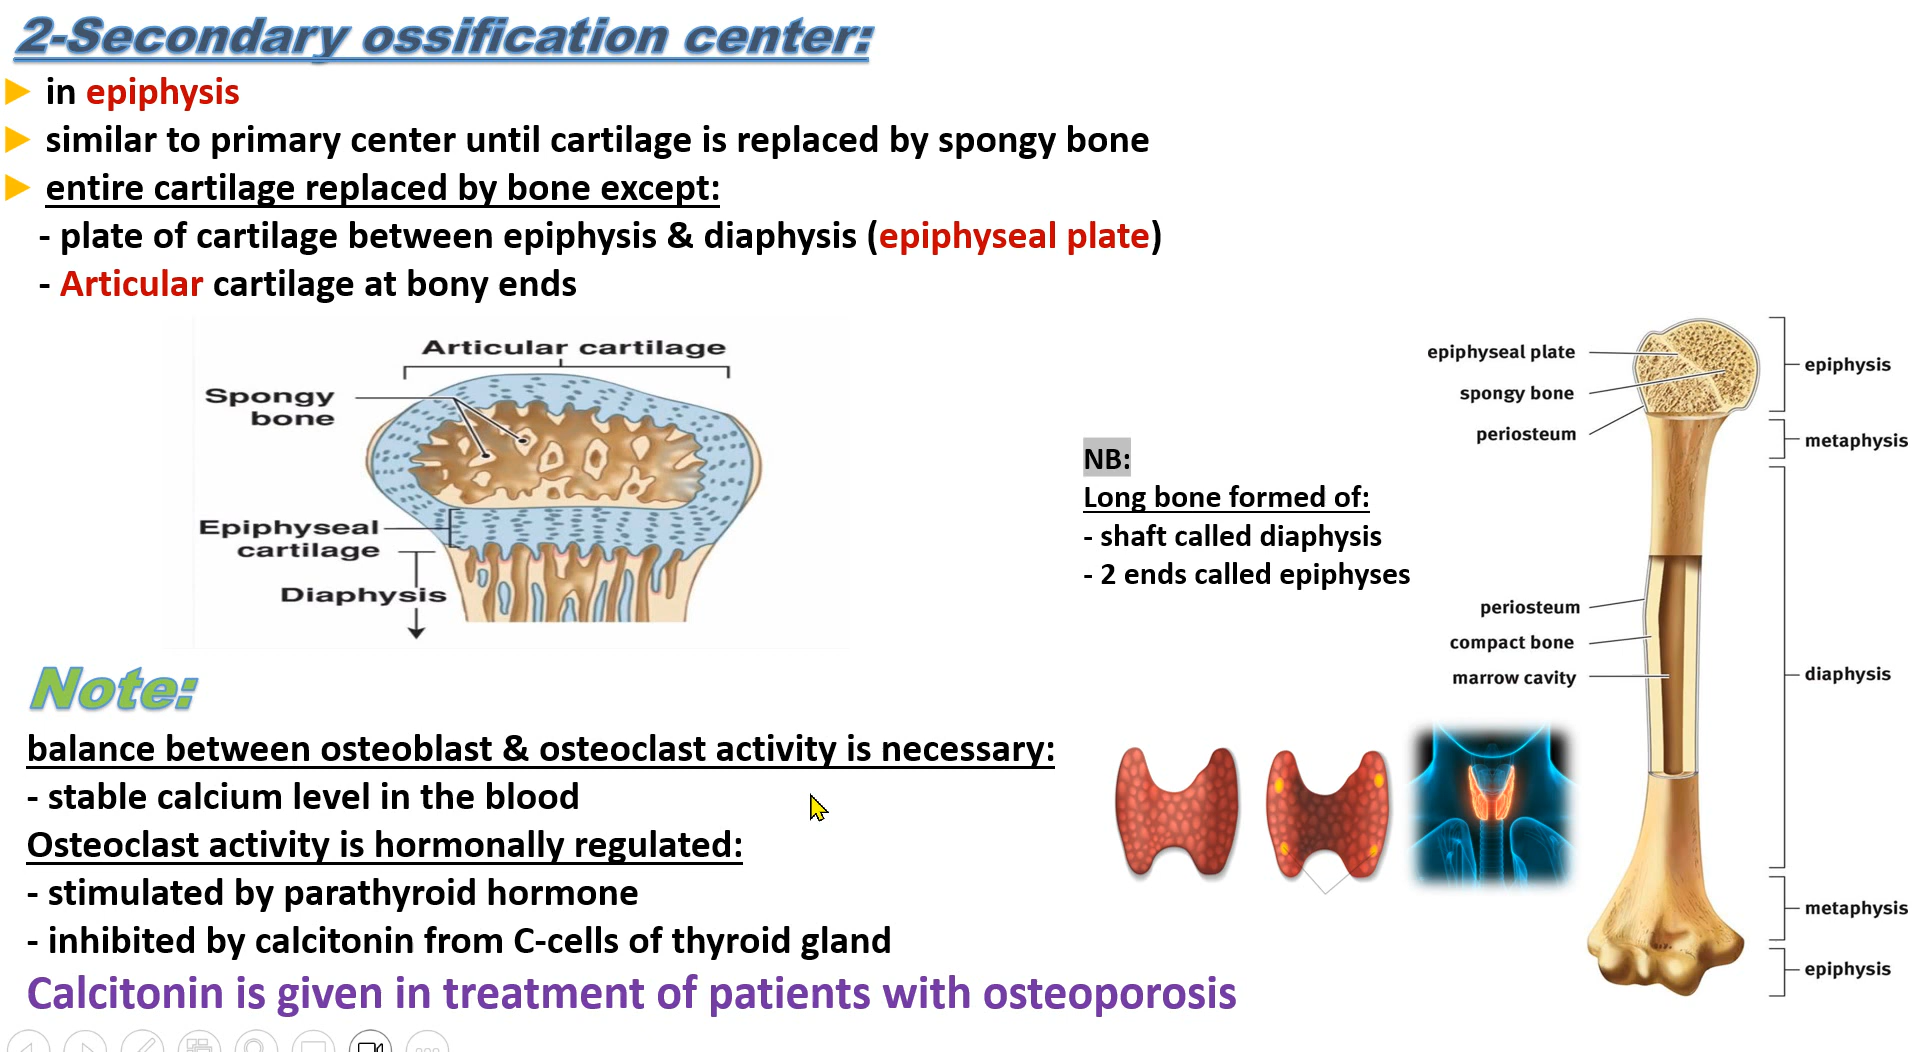 2-Secondary ossification center:
in epiphysis
similar to primary center until cartilage is replaced by spongy bone
entire cartilage replaced by bone except:
- plate of cartilage between epiphysis & diaphysis (epiphyseal plate)
- Articular cartilage at bony ends
Articular cartilage
Spongy
bone
Epiphyseal
cartilage
Diaphysis
NB:
Long bone formed of:
- shaft called diaphysis
- 2 ends called epiphyses
epiphyseal plate
spongy bone
periosteum
periosteum
compact bone
marrow cavity
epiphysis
metaphysis
diaphysis
metaphysis
epiphysis
Note:
balance between osteoblast & osteoclast activity is necessary:
- stable calcium level in the blood
Osteoclast activity is hormonally regulated:
- stimulated by parathyroid hormone
- inhibited by calcitonin from C-cells of thyroid gland
Calcitonin is given in treatment of patients with osteoporosis